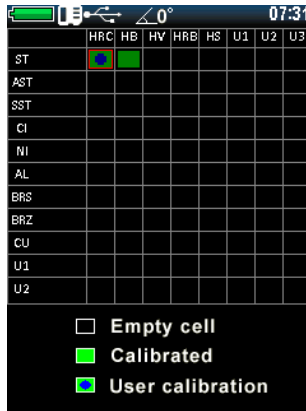 0° 07:31
HRC HB HV HRB HS U1 U2 U3
ST
AST
SST
CI
NI
AL
BRS
BRZ
CU
U1
U2
Empty cell
Calibrated
User calibration